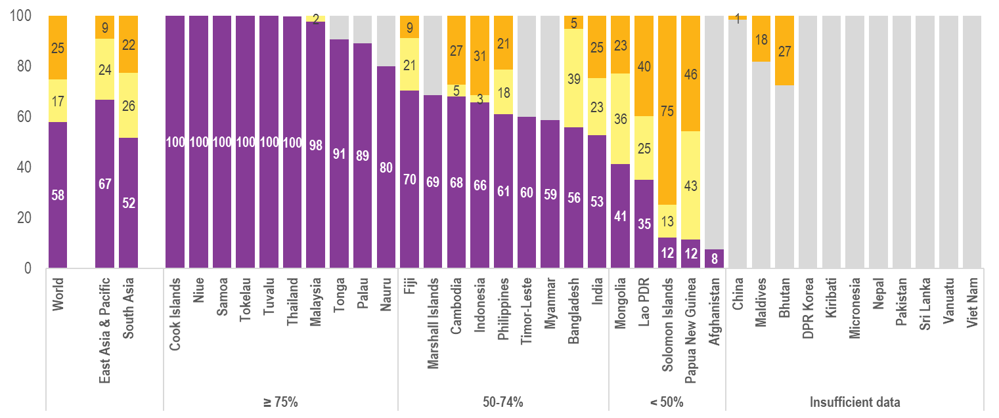 100
80
60
40
20
0
25
17
58
9
24
67
22
26
52
100
100
100
100
100
100
2
98
91
89
80
9
21
70
69
27
5
68
31
3
66
21
18
61
60
59
5
39
56
25
23
53
23
36
41
40
25
35
75
13
12
46
43
12
8
1
18
27
World
East Asia & Pacific
South Asia
Cook Islands
Niue
Samoa
Tokelau
Tuvalu
Thailand
Malaysia
Tonga
Palau
Nauru
Fiji
Marshall Islands
Cambodia
Indonesia
Philippines
Timor-Leste
Myanmar
Bangladesh
India
Mongolia
Lao PDR
Solomon Islands
Papua New Guinea
Afghanistan
China
Maldives
Bhutan
DPR Korea
Kiribati
Micronesia
Nepal
Pakistan
Sri Lanka
Vanuatu
Viet Nam
≥ 75%
50-74%
< 50%
Insufficient data